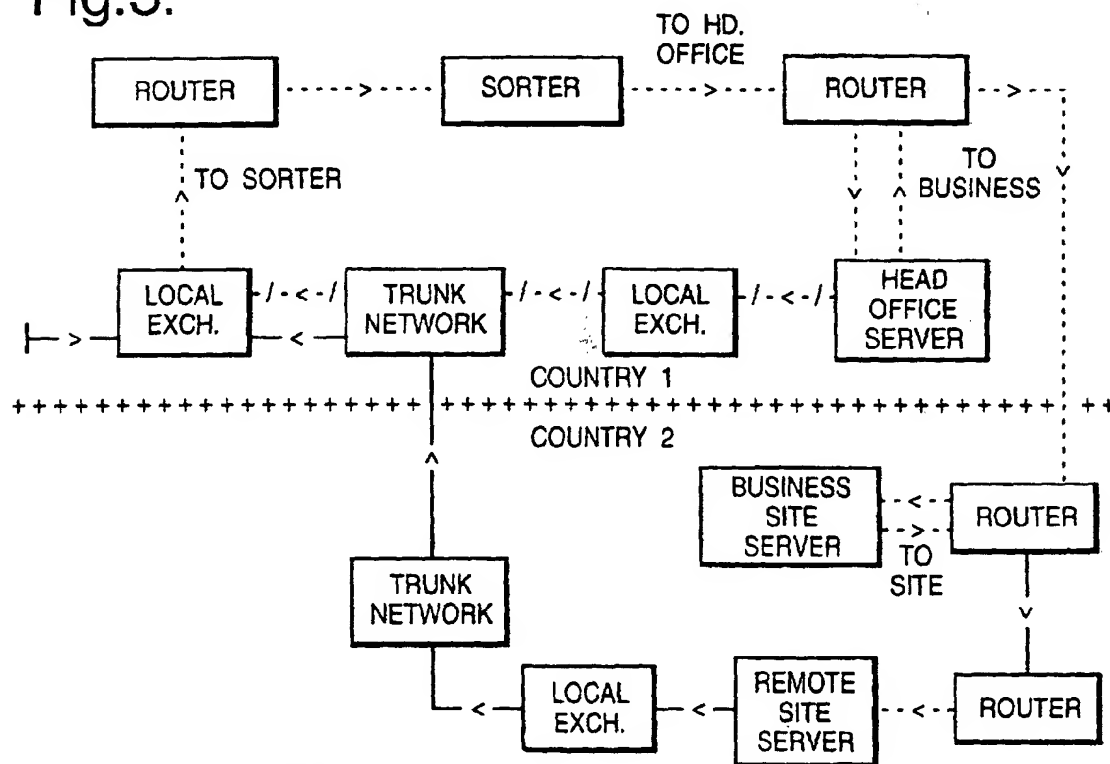 Fig.3.
TO HD.
OFFICE
ROUTER
SORTER
ROUTER
TO SORTER
TO
BUSINESS
LOCAL
EXCH.
TRUNK
NETWORK
LOCAL
EXCH.
HEAD
OFFICE
SERVER
COUNTRY 1
COUNTRY 2
BUSINESS
SITE
SERVER
ROUTER
TO
SITE
TRUNK
NETWORK
LOCAL
EXCH.
REMOTE
SITE
SERVER
ROUTER